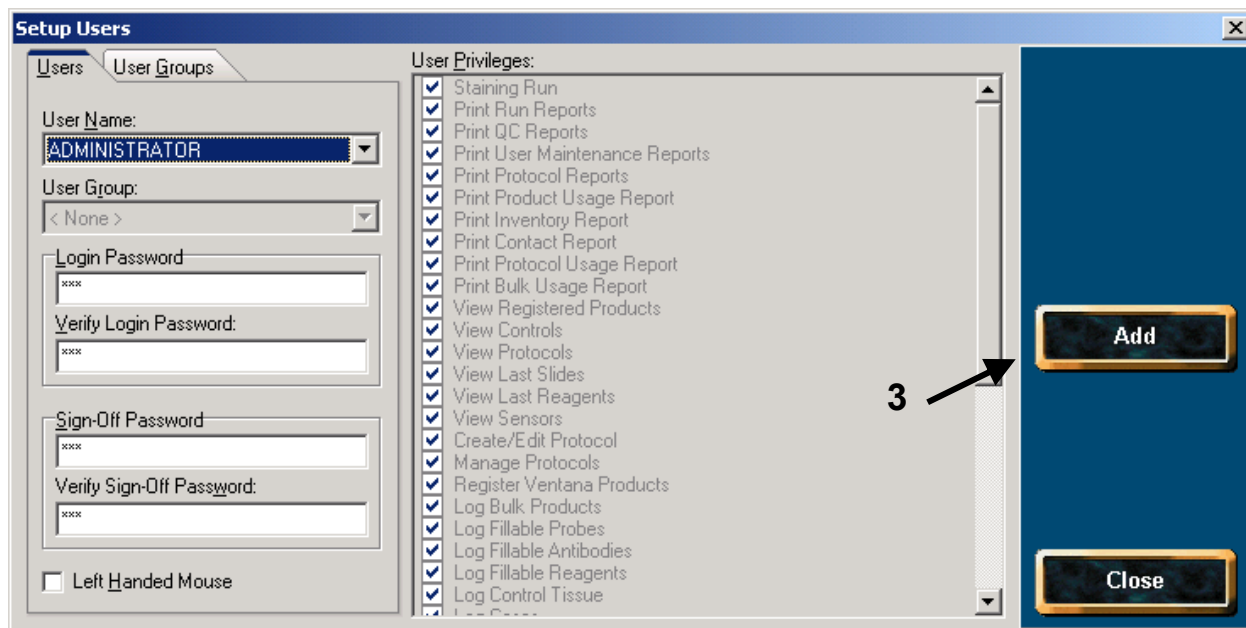 Setup Users
Users
User Groups
User Name:
ADMINISTRATOR
User Group:
< None >
Login Password
***
Verify Login Password:
***
Sign-Off Password
***
Verify Sign-Off Password:
***
Left Handed Mouse
User Privileges:
Staining Run
Print Run Reports
Print QC Reports
Print User Maintenance Reports
Print Protocol Reports
Print Product Usage Report
Print Inventory Report
Print Contact Report
Print Protocol Usage Report
Print Bulk Usage Report
View Registered Products
View Controls
View Protocols
View Last Slides
View Last Reagents
View Sensors
Create/Edit Protocol
Manage Protocols
Register Ventana Products
Log Bulk Products
Log Fillable Probes
Log Fillable Antibodies
Log Fillable Reagents
Log Control Tissue
3
Add
Close